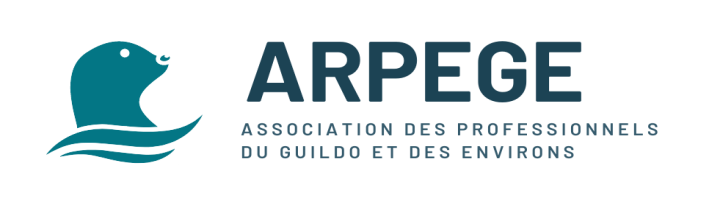 ARPEGE
ASSOCIATION DES PROFESSIONNELS
DU GUILDO ET DES ENVIRONS